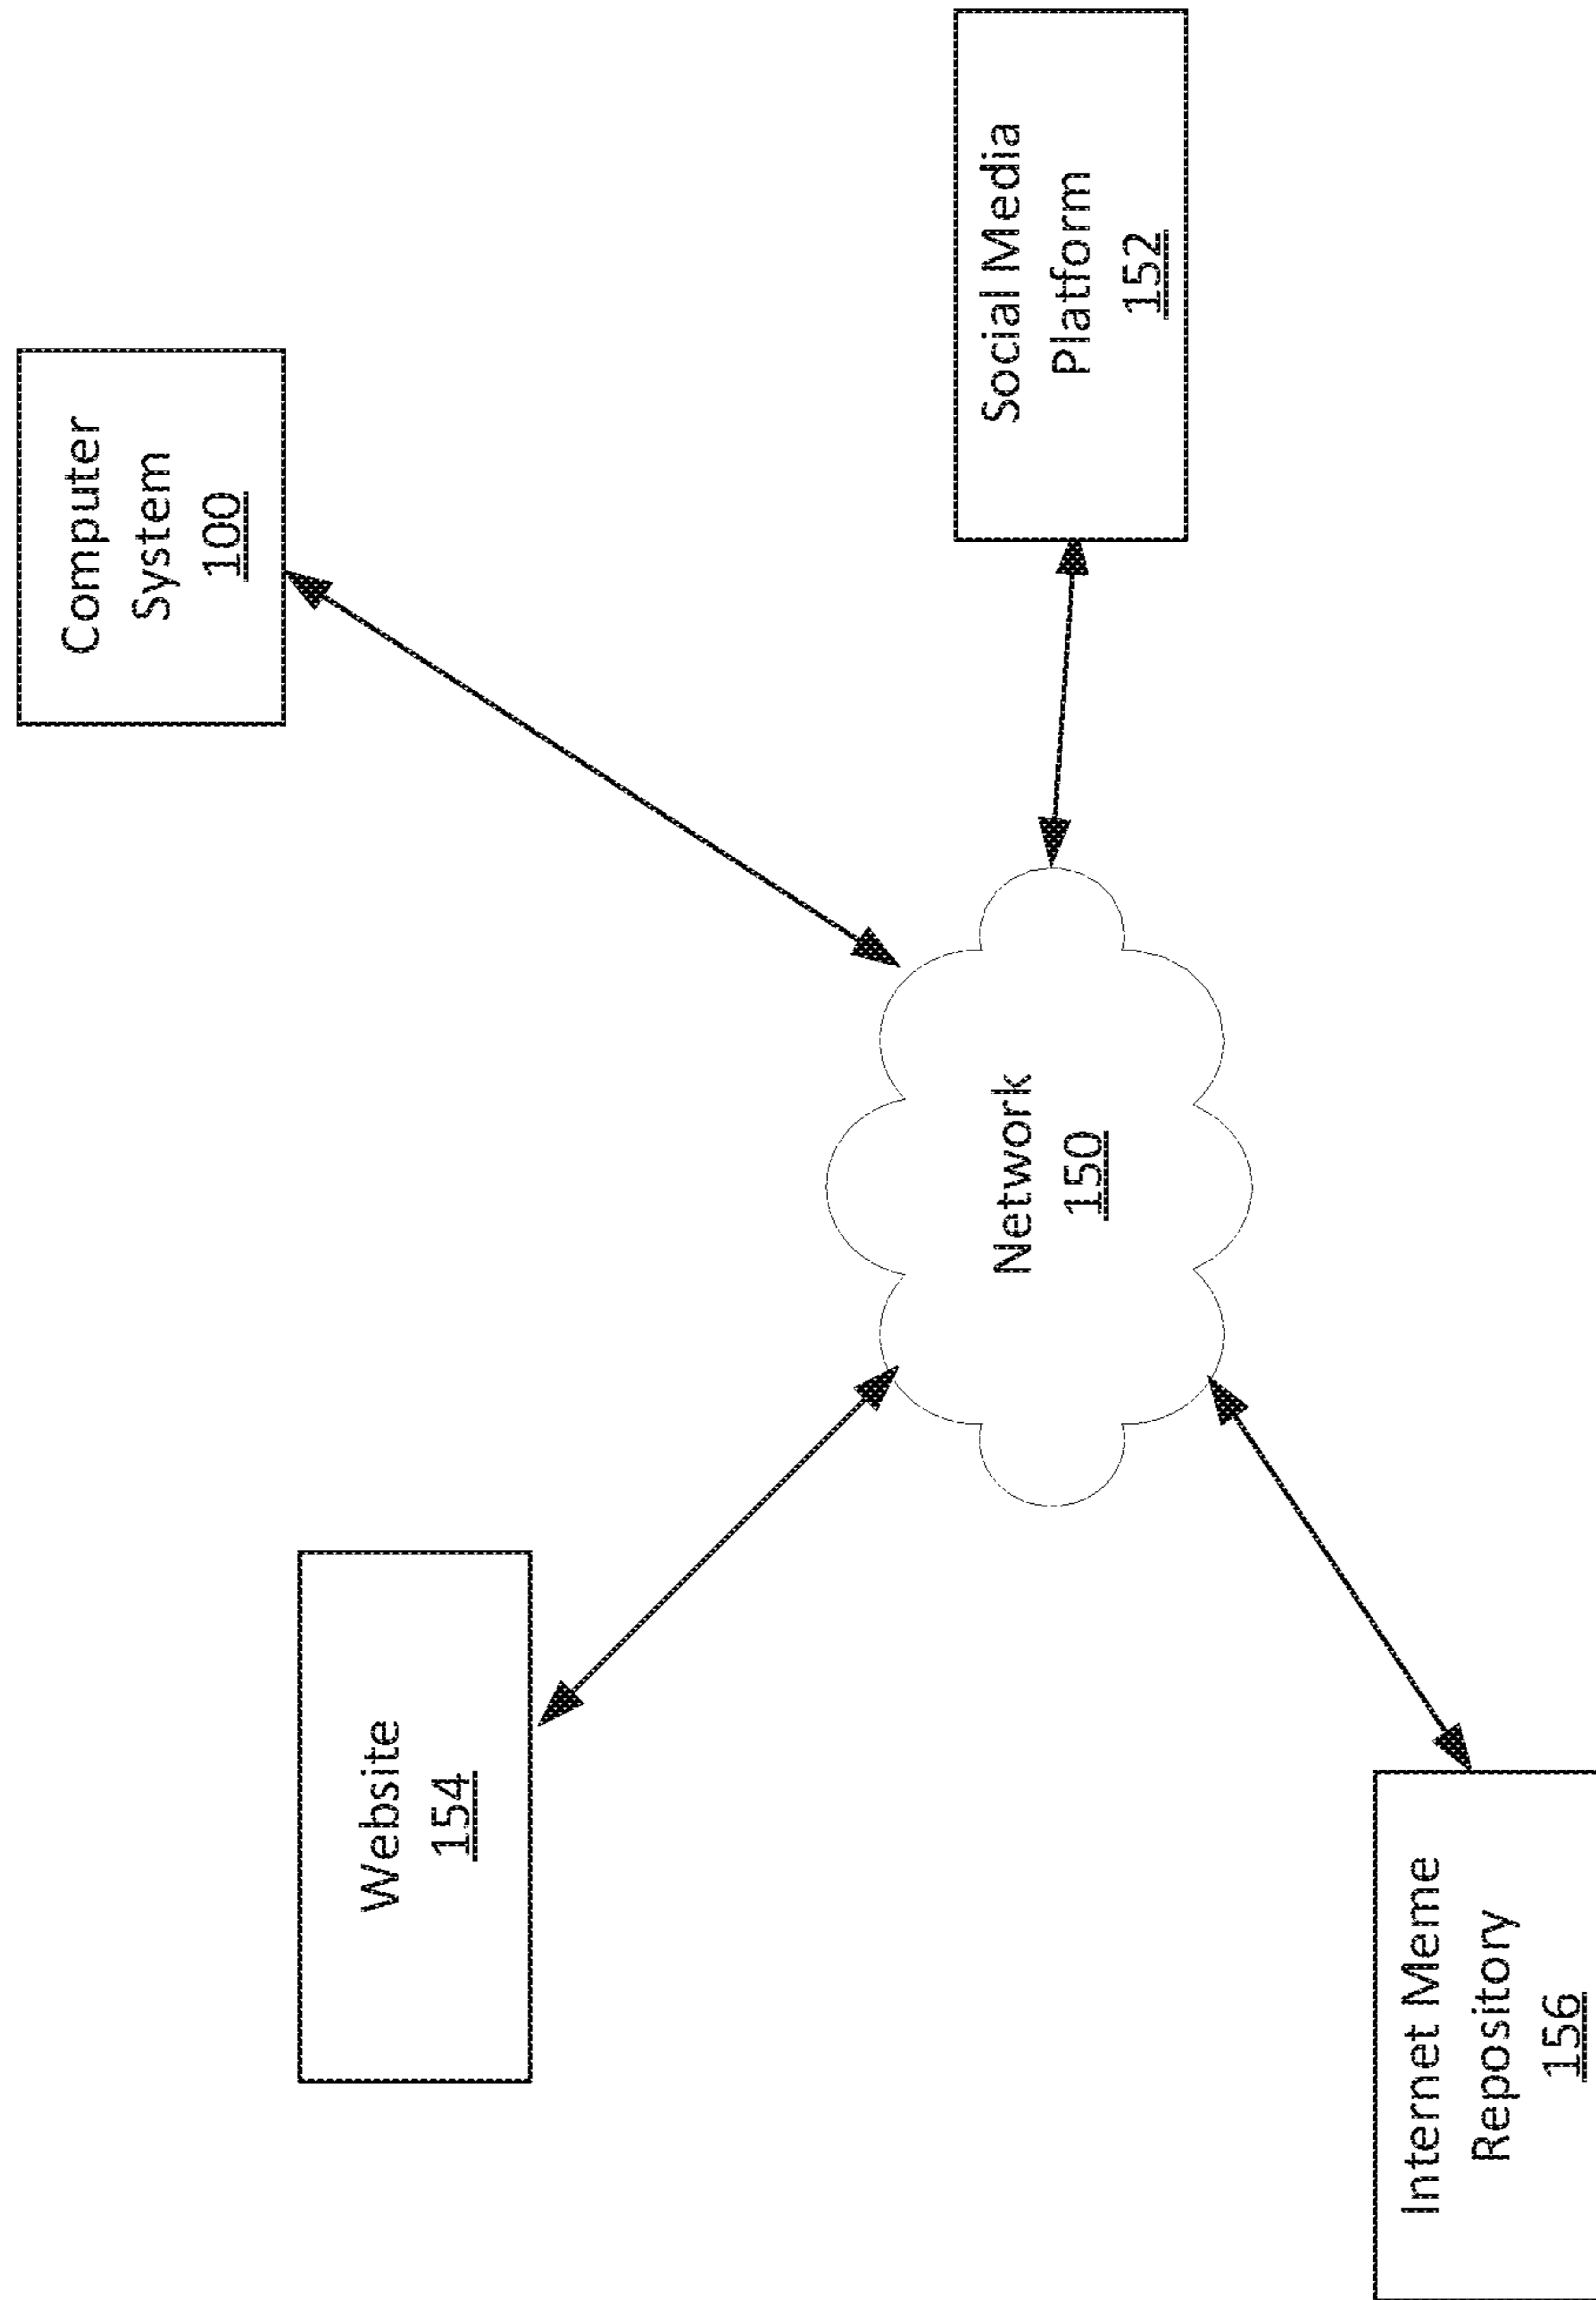 Website
154
Computer
System
100
Network
150
Internet Meme
Repository
156
Social Media
Platform
152